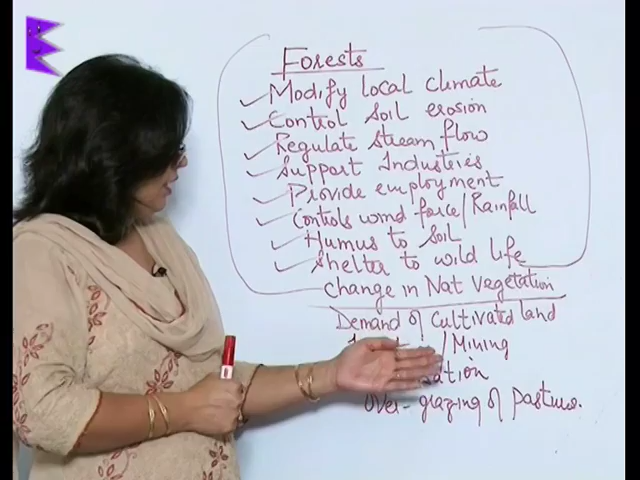 Forests
Modify local climate
Control soil erosion
Regulate stream flow
Support Industries
Provide employment
Controls wind force/Rainfall
Humus to Soil
Shelter to wild life
Change in Nat Vegetation
Demand of Cultivated land
/Mining
Over-grazing of Pasture.